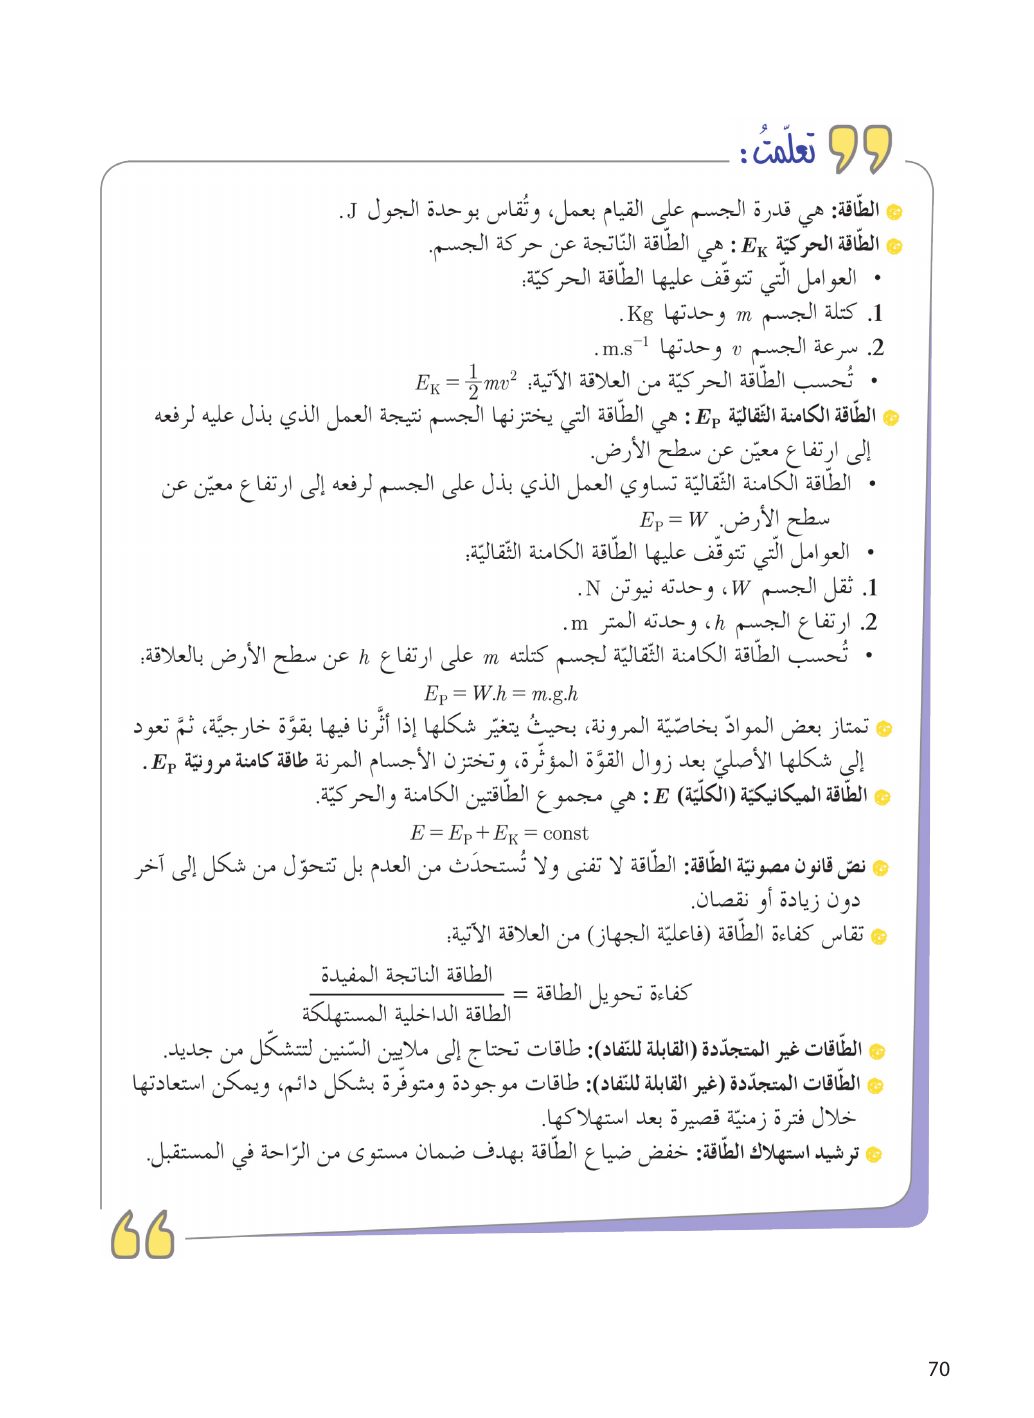 تعلّمتُ:
الطّاقة: هي قدرة الجسم على القيام بعمل، وتُقاس بوحدة الجول J.
الطّاقة الحركيّة E_K: هي الطّاقة النّاتجة عن حركة الجسم.
• العوامل الّتي تتوقّف عليها الطّاقة الحركيّة:
1. كتلة الجسم m وحدتها Kg.
2. سرعة الجسم v وحدتها m.s⁻¹.
• تُحسب الطّاقة الحركيّة من العلاقة الآتية: E_K = 1/2 mv²
الطّاقة الكامنة الثّقاليّة E_P: هي الطّاقة التي يختزنها الجسم نتيجة العمل الذي بذل عليه لرفعه
إلى ارتفاع معيّن عن سطح الأرض.
• الطّاقة الكامنة الثّقاليّة تساوي العمل الذي بذل على الجسم لرفعه إلى ارتفاع معيّن عن
سطح الأرض. E_P = W
• العوامل الّتي تتوقّف عليها الطّاقة الكامنة الثّقاليّة:
1. ثقل الجسم W، وحدته نيوتن N.
2. ارتفاع الجسم h، وحدته المتر m.
• تُحسب الطّاقة الكامنة الثّقاليّة لجسم كتلته m على ارتفاع h عن سطح الأرض بالعلاقة:
E_P = W.h = m.g.h
تمتاز بعض الموادّ بخاصّيّة المرونة، بحيثُ يتغيّر شكلها إذا أثَّرنا فيها بقوَّة خارجيَّة، ثمَّ تعود
إلى شكلها الأصليّ بعد زوال القوَّة المؤثّرة، وتختزن الأجسام المرنة طاقة كامنة مرونيّة E_P.
الطّاقة الميكانيكيّة (الكلّيّة) E: هي مجموع الطّاقتين الكامنة والحركيّة.
E = E_P + E_K = const
نصّ قانون مصونيّة الطّاقة: الطّاقة لا تفنى ولا تُستحدَث من العدم بل تتحوّل من شكل إلى آخر
دون زيادة أو نقصان.
تقاس كفاءة الطّاقة (فاعليّة الجهاز) من العلاقة الآتية:
كفاءة تحويل الطاقة = الطاقة الناتجة المفيدة / الطاقة الداخلية المستهلكة
الطّاقات غير المتجدّدة (القابلة للنّفاد): طاقات تحتاج إلى ملايين السّنين لتتشكّل من جديد.
الطّاقات المتجدّدة (غير القابلة للنّفاد): طاقات موجودة ومتوفّرة بشكل دائم، ويمكن استعادتها
خلال فترة زمنيّة قصيرة بعد استهلاكها.
ترشيد استهلاك الطّاقة: خفض ضياع الطّاقة بهدف ضمان مستوى من الرّاحة في المستقبل.
70